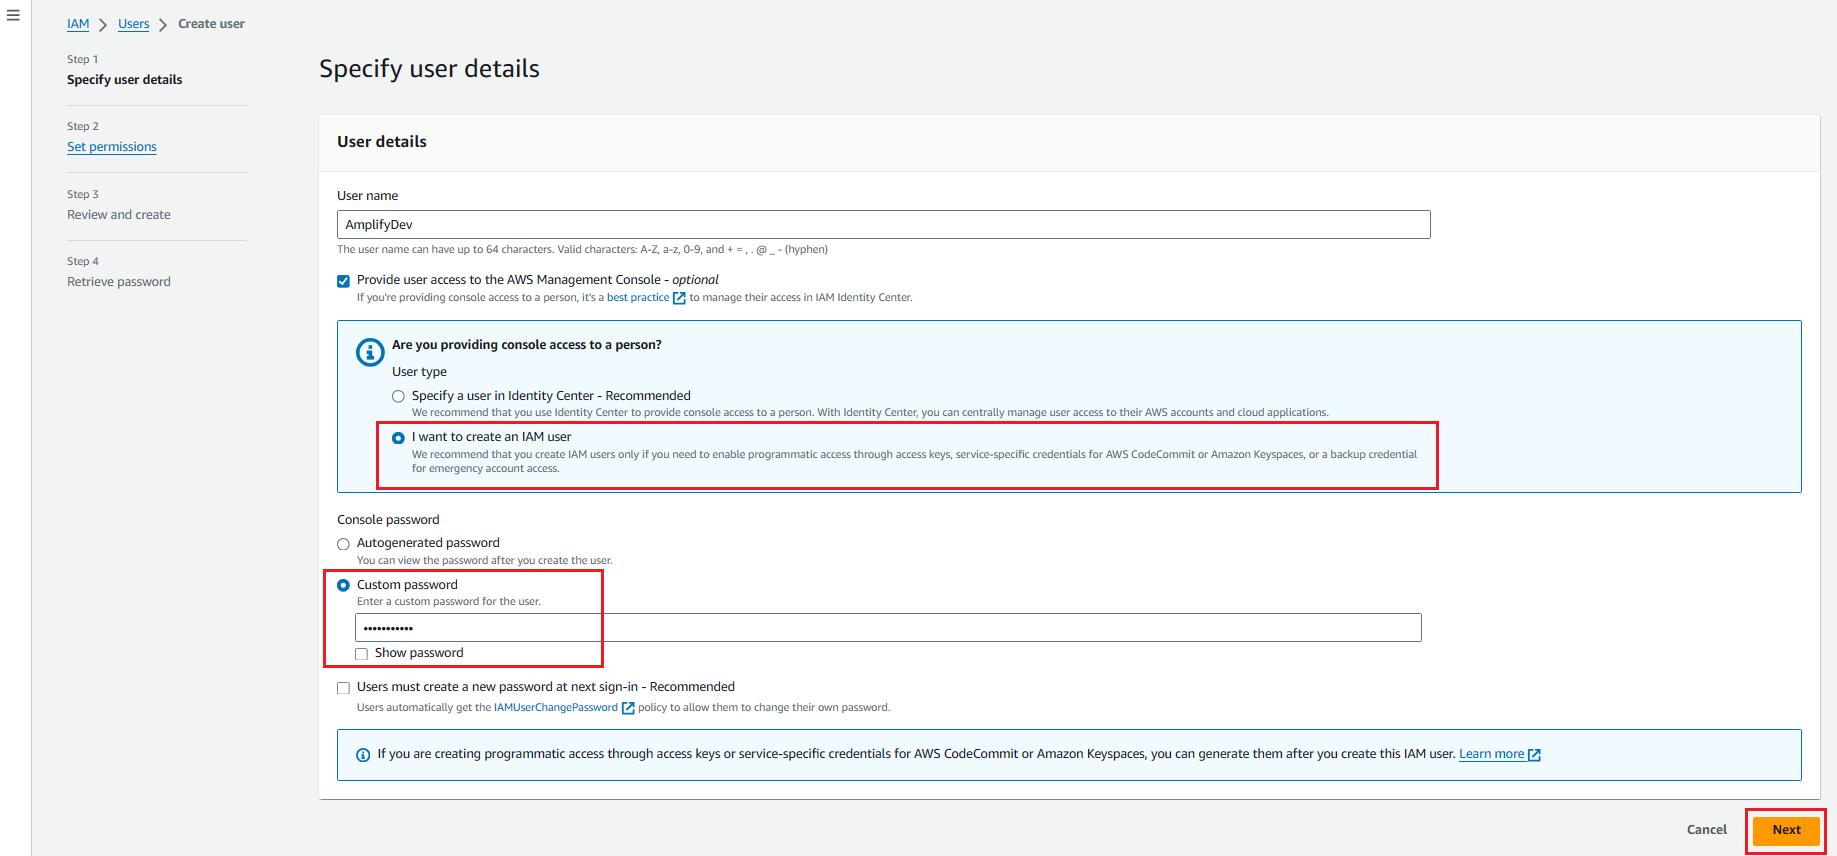 IAM > Users > Create user
Step 1
Specify user details
Step 2
Set permissions
Step 3
Review and create
Step 4
Retrieve password
Specify user details
User details
User name
AmplifyDev
The user name can have up to 64 characters. Valid characters: A-Z, a-z, 0-9, and + = , . @ _ - (hyphen)
Provide user access to the AWS Management Console - optional
If you're providing console access to a person, it's a best practice to manage their access in IAM Identity Center.
Are you providing console access to a person?
User type
Specify a user in Identity Center - Recommended
We recommend that you use Identity Center to provide console access to a person. With Identity Center, you can centrally manage user access to their AWS accounts and cloud applications.
I want to create an IAM user
We recommend that you create IAM users only if you need to enable programmatic access through access keys, service-specific credentials for AWS CodeCommit or Amazon Keyspaces, or a backup credential
for emergency account access.
Console password
Autogenerated password
You can view the password after you create the user.
Custom password
Enter a custom password for the user.
•••••••••••
Show password
Users must create a new password at next sign-in - Recommended
Users automatically get the IAMUserChangePassword policy to allow them to change their own password.
If you are creating programmatic access through access keys or service-specific credentials for AWS CodeCommit or Amazon Keyspaces, you can generate them after you create this IAM user. Learn more
Cancel
Next